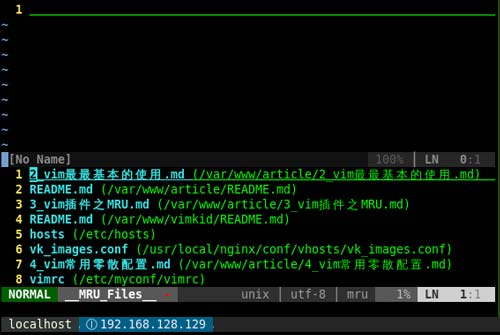 1
~
~
~
~
~
~
~
[No Name] 100% | LN 0:1
1 2_vim最最基本的使用.md (/var/www/article/2_vim最最基本的使用.md)
2 README.md (/var/www/article/README.md)
3 3_vim插件之MRU.md (/var/www/article/3_vim插件之MRU.md)
4 README.md (/var/www/vimkid/README.md)
5 hosts (/etc/hosts)
6 vk_images.conf (/usr/local/nginx/conf/vhosts/vk_images.conf)
7 4_vim常用零散配置.md (/var/www/article/4_vim常用零散配置.md)
8 vimrc (/etc/myconf/vimrc)
NORMAL __MRU_Files__ - unix | utf-8 | mru 1% LN 1:1
localhost Ⓘ 192.168.128.129